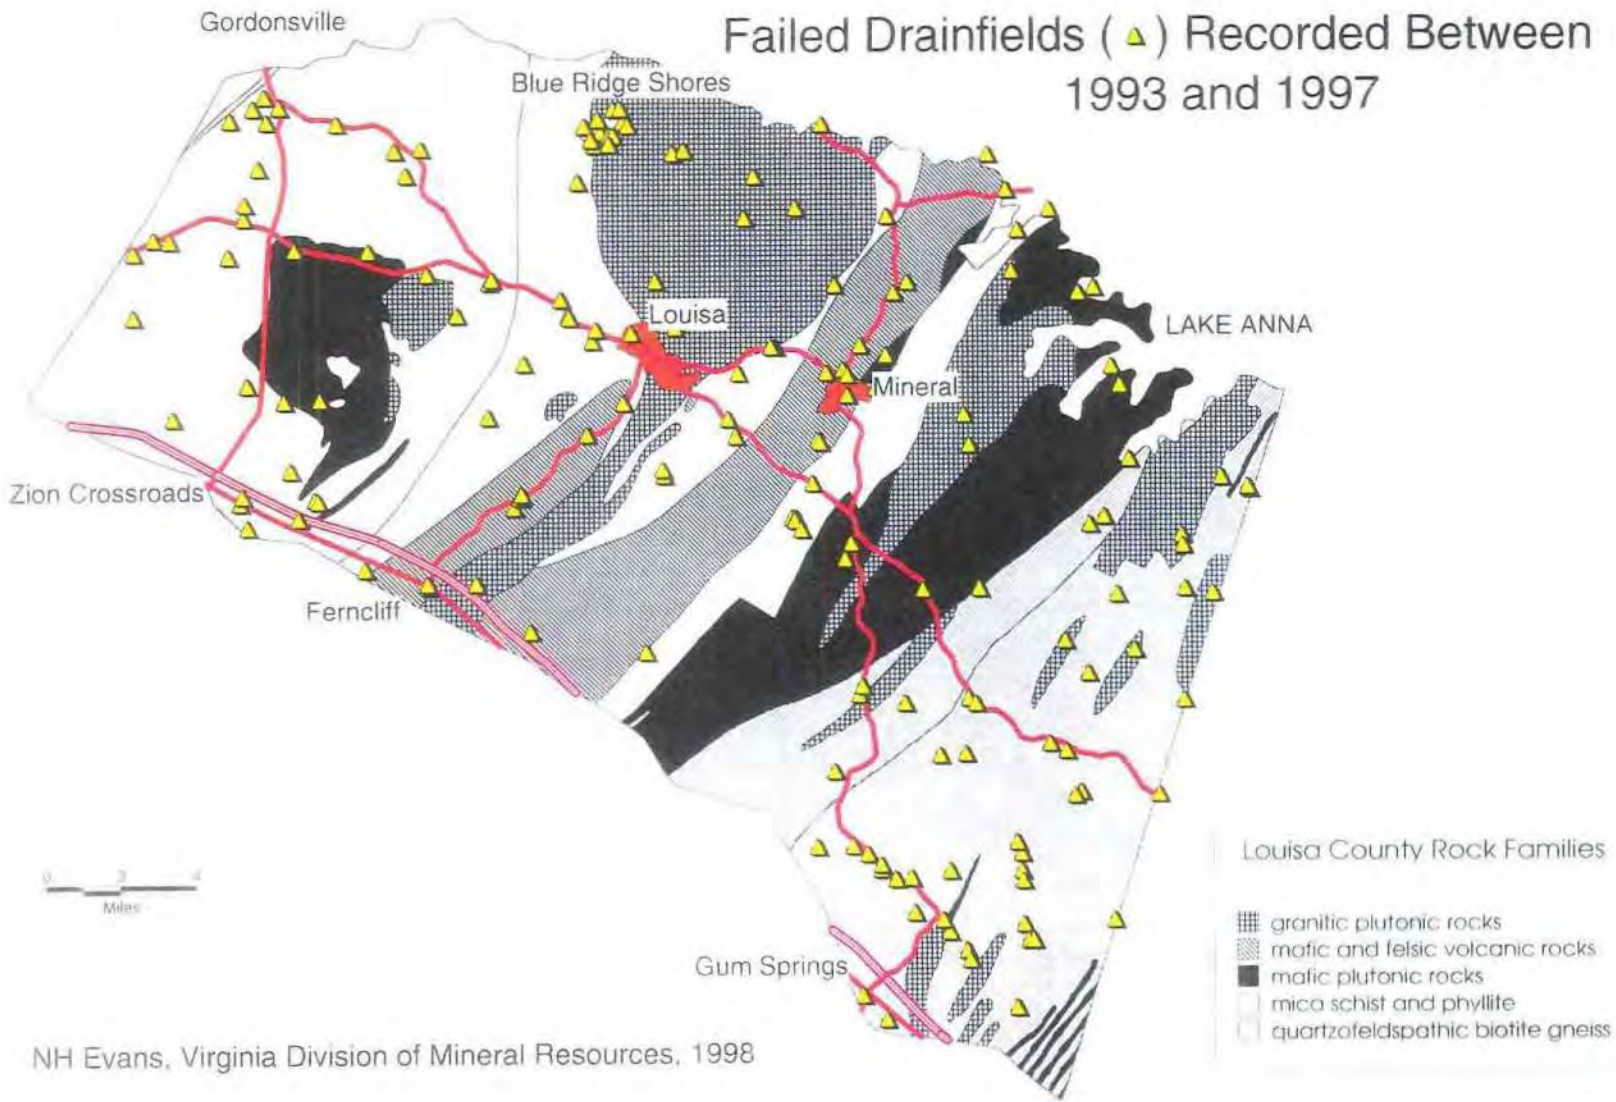 Failed Drainfields ( ) Recorded Between
1993 and 1997
Gordonsville
Blue Ridge Shores
Louisa
LAKE ANNA
Mineral
Zion Crossroads
Ferncliff
Gum Springs
Miles
Louisa County Rock Families
granitic plutonic rocks
mafic and felsic volcanic rocks
mafic plutonic rocks
mica schist and phyllite
quartzofeldspathic biotite gneiss
NH Evans, Virginia Division of Mineral Resources, 1998